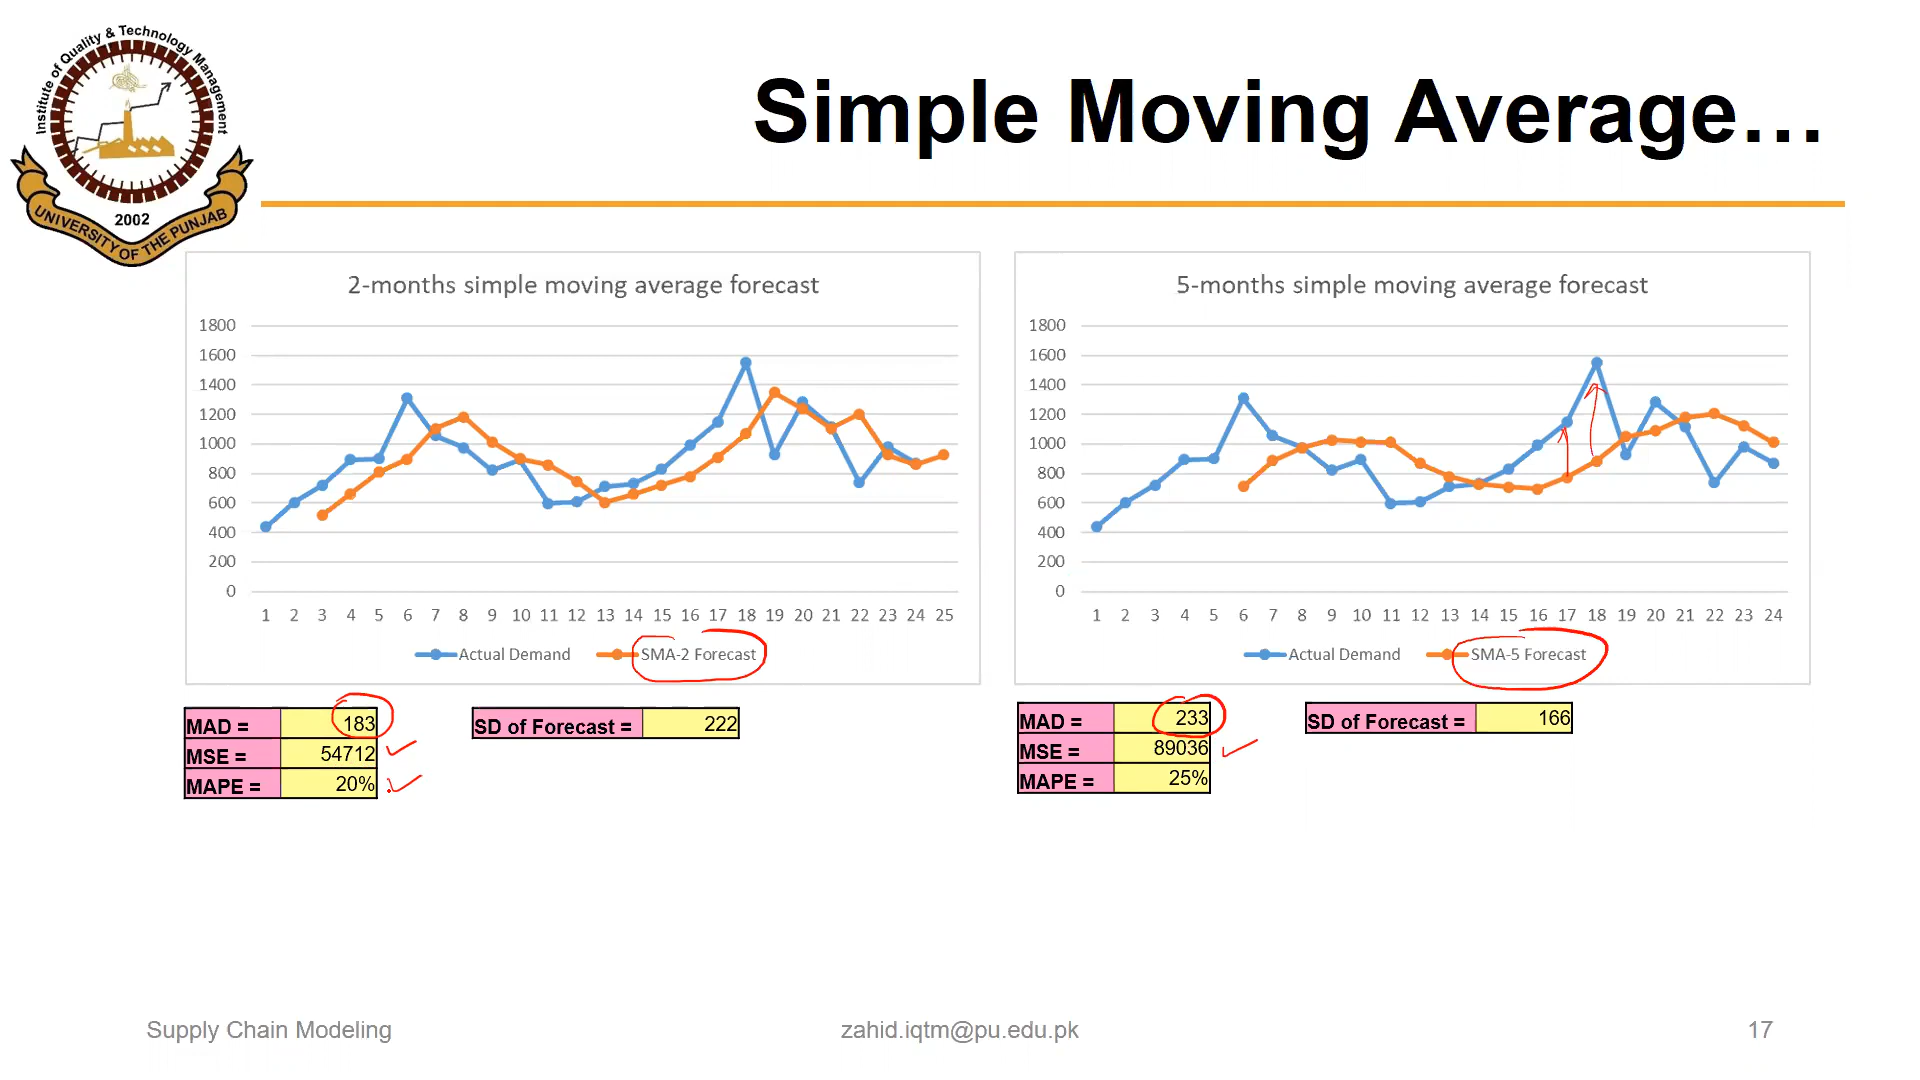 Institute of Quality & Technology Management
2002
UNIVERSITY OF THE PUNJAB
Simple Moving Average...
2-months simple moving average forecast
1800
1600
1400
1200
1000
800
600
400
200
0
1 2 3 4 5 6 7 8 9 10 11 12 13 14 15 16 17 18 19 20 21 22 23 24 25
Actual Demand SMA-2 Forecast
MAD = 183
MSE = 54712
MAPE = 20%
SD of Forecast = 222
5-months simple moving average forecast
1800
1600
1400
1200
1000
800
600
400
200
0
1 2 3 4 5 6 7 8 9 10 11 12 13 14 15 16 17 18 19 20 21 22 23 24
Actual Demand SMA-5 Forecast
MAD = 233
MSE = 89036
MAPE = 25%
SD of Forecast = 166
Supply Chain Modeling
zahid.iqtm@pu.edu.pk
17